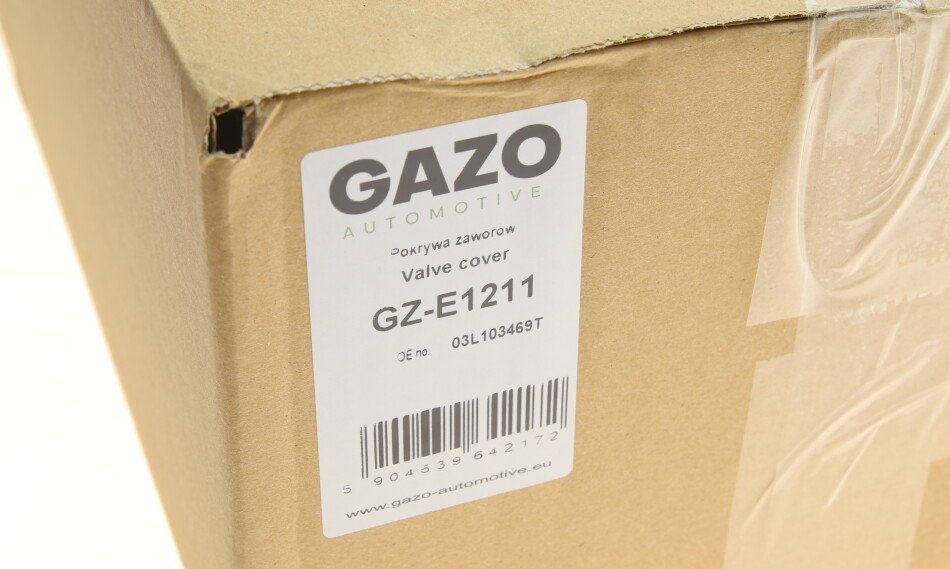 GAZO
AUTOMOTIVE
Pokrywa zaworow
Valve cover
GZ-E1211
OE no. 03L103469T
5 904539 642172
www.gazo-automotive.eu